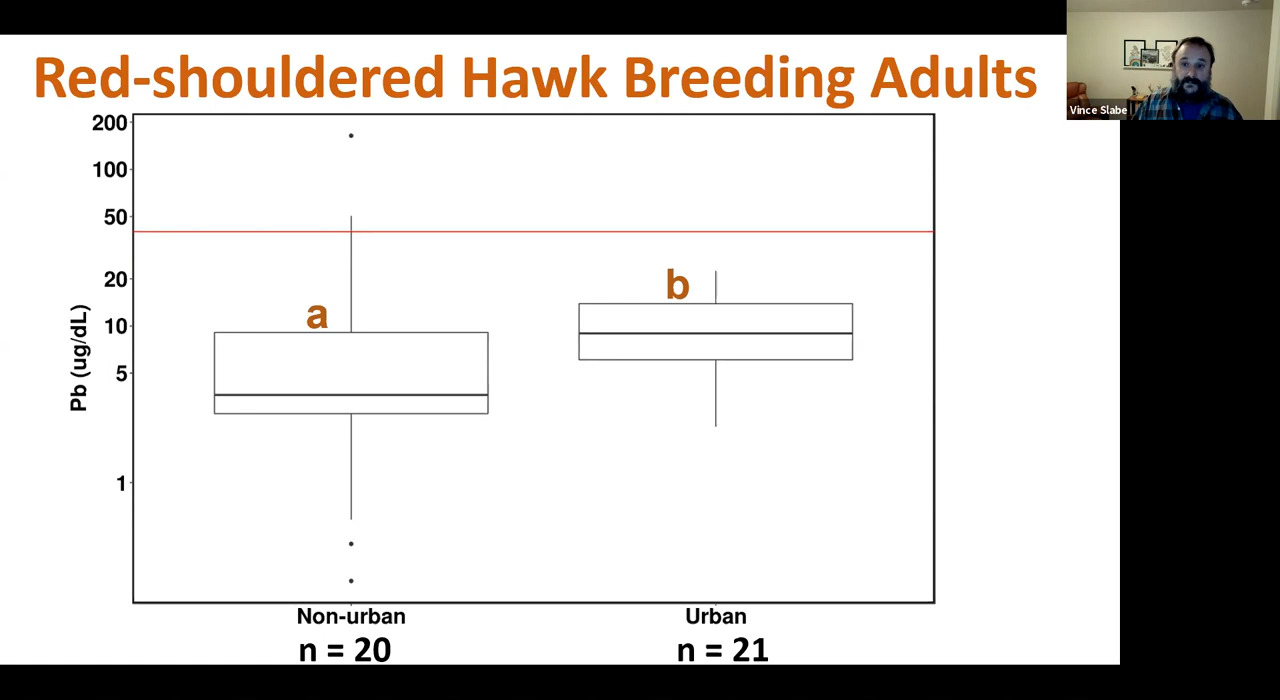 Red-shouldered Hawk Breeding Adults
Vince Slabe
200
100
50
20
10
5
1
Pb (ug/dL)
a
b
Non-urban
Urban
n = 20
n = 21